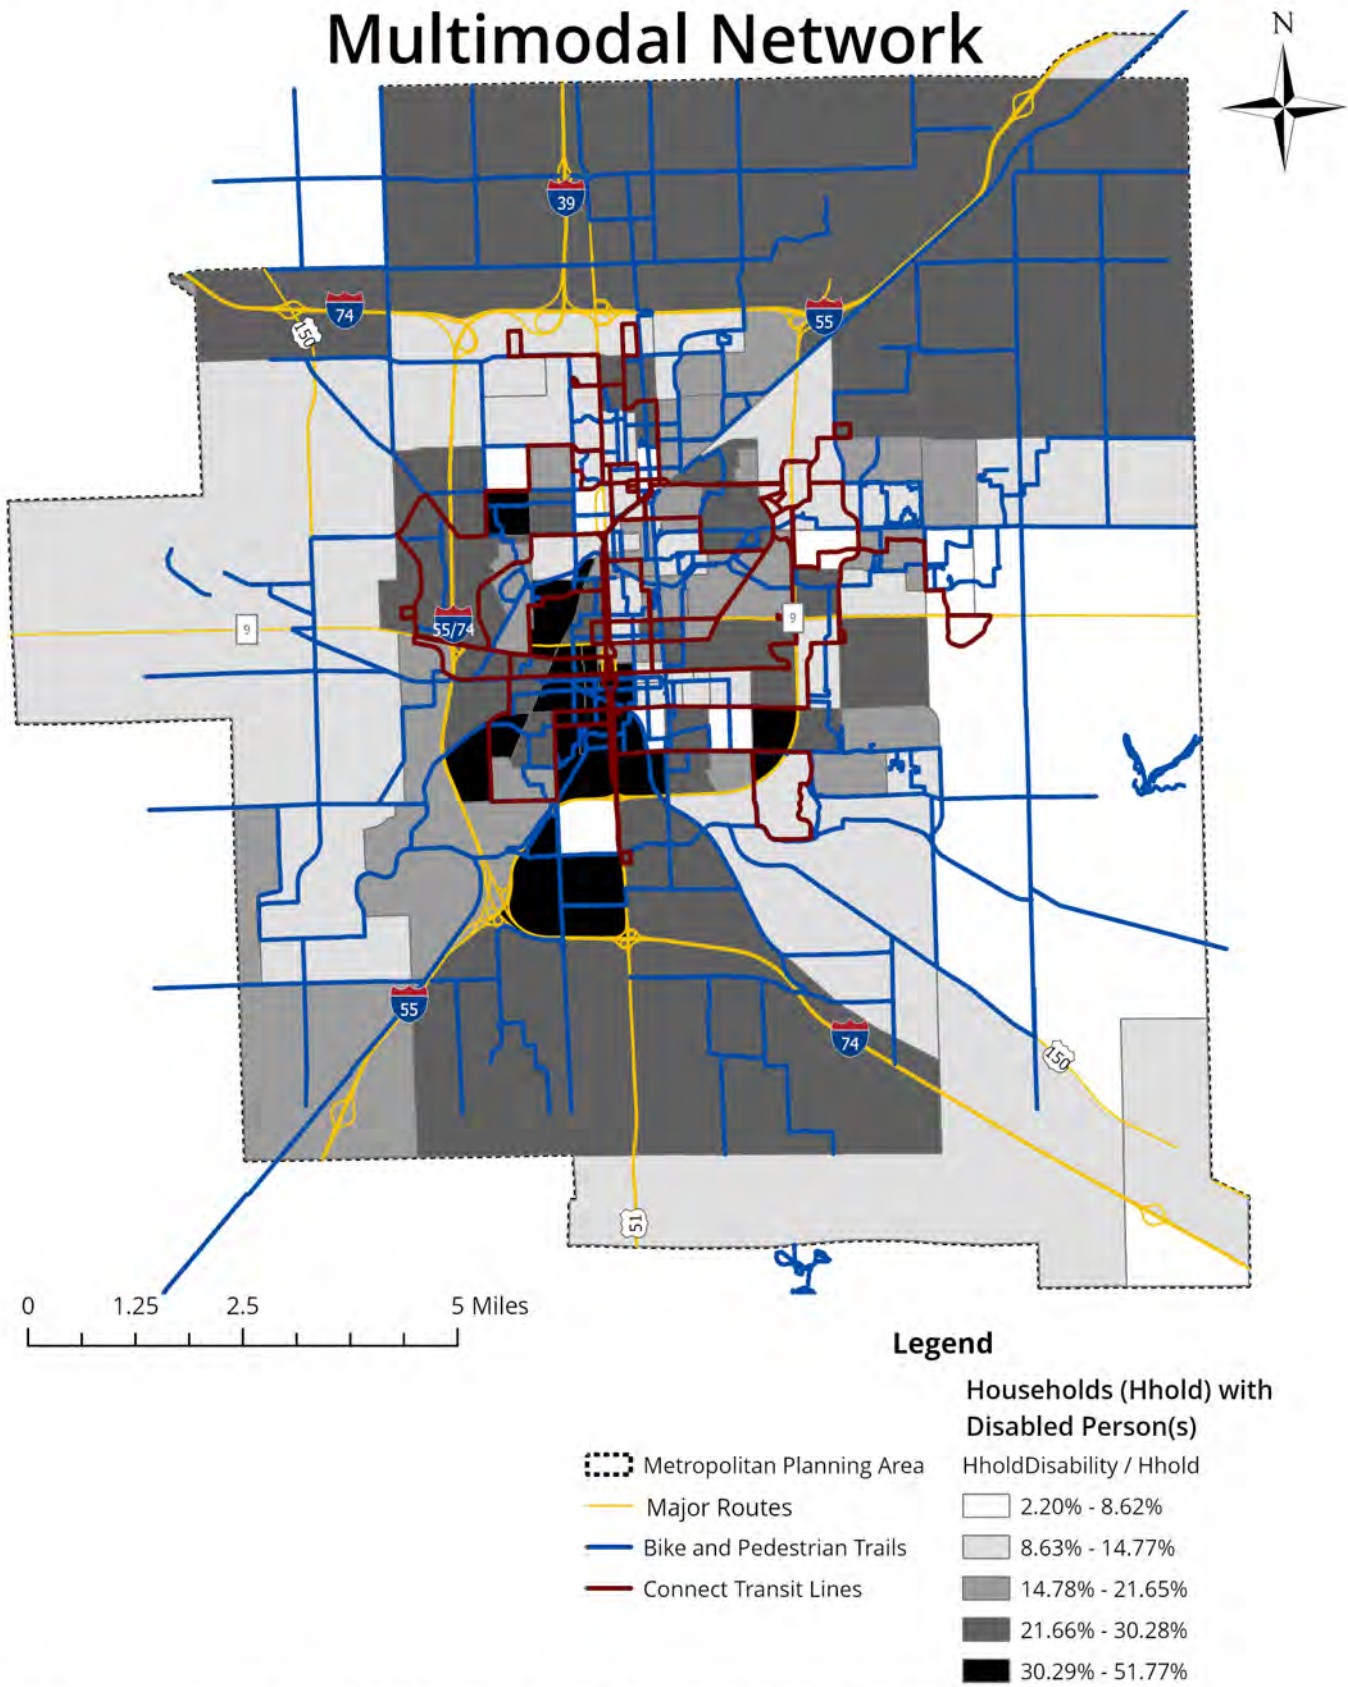 Multimodal Network
N
39
74
150
55
55/74
9
9
55
74
150
51
0 1.25 2.5 5 Miles
Legend
Households (Hhold) with
Disabled Person(s)
Metropolitan Planning Area
HholdDisability / Hhold
Major Routes
2.20% - 8.62%
Bike and Pedestrian Trails
8.63% - 14.77%
Connect Transit Lines
14.78% - 21.65%
21.66% - 30.28%
30.29% - 51.77%